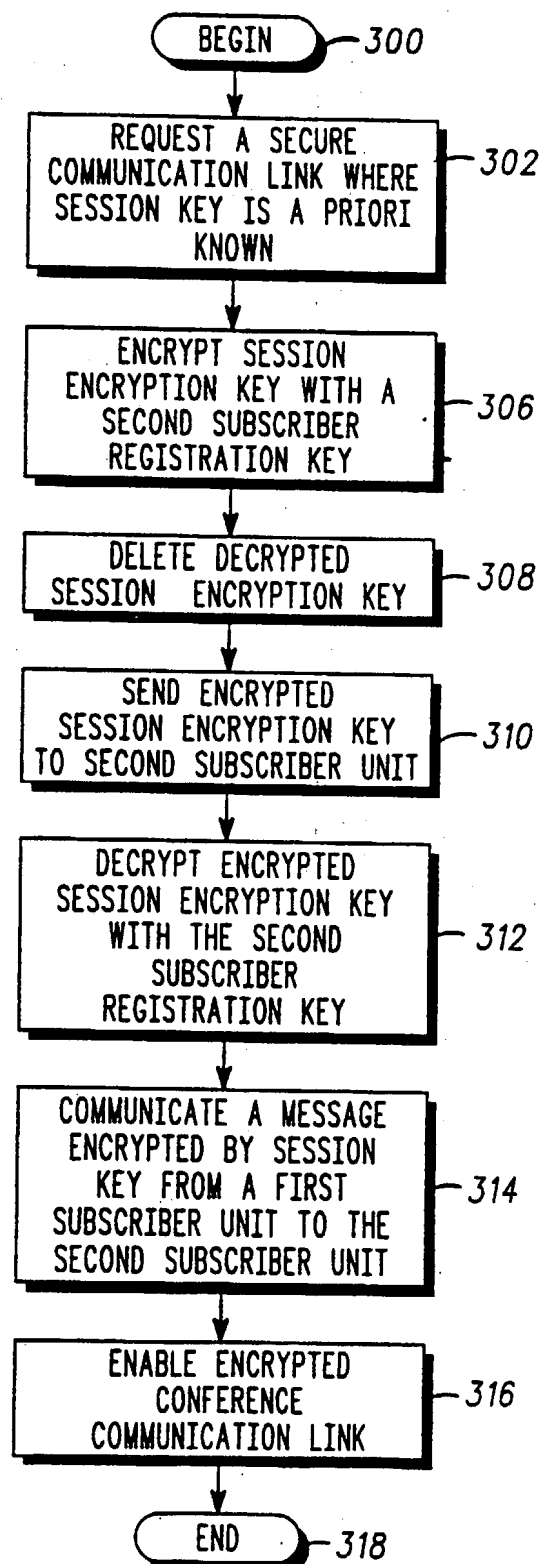 BEGIN
300
REQUEST A SECURE
COMMUNICATION LINK WHERE
SESSION KEY IS A PRIORI
KNOWN
302
ENCRYPT SESSION
ENCRYPTION KEY WITH A
SECOND SUBSCRIBER
REGISTRATION KEY
306
DELETE DECRYPTED
SESSION ENCRYPTION KEY
308
SEND ENCRYPTED
SESSION ENCRYPTION KEY
TO SECOND SUBSCRIBER UNIT
310
DECRYPT ENCRYPTED
SESSION ENCRYPTION KEY
WITH THE SECOND
SUBSCRIBER
REGISTRATION KEY
312
COMMUNICATE A MESSAGE
ENCRYPTED BY SESSION
KEY FROM A FIRST
SUBSCRIBER UNIT TO THE
SECOND SUBSCRIBER UNIT
314
ENABLE ENCRYPTED
CONFERENCE
COMMUNICATION LINK
316
END
318